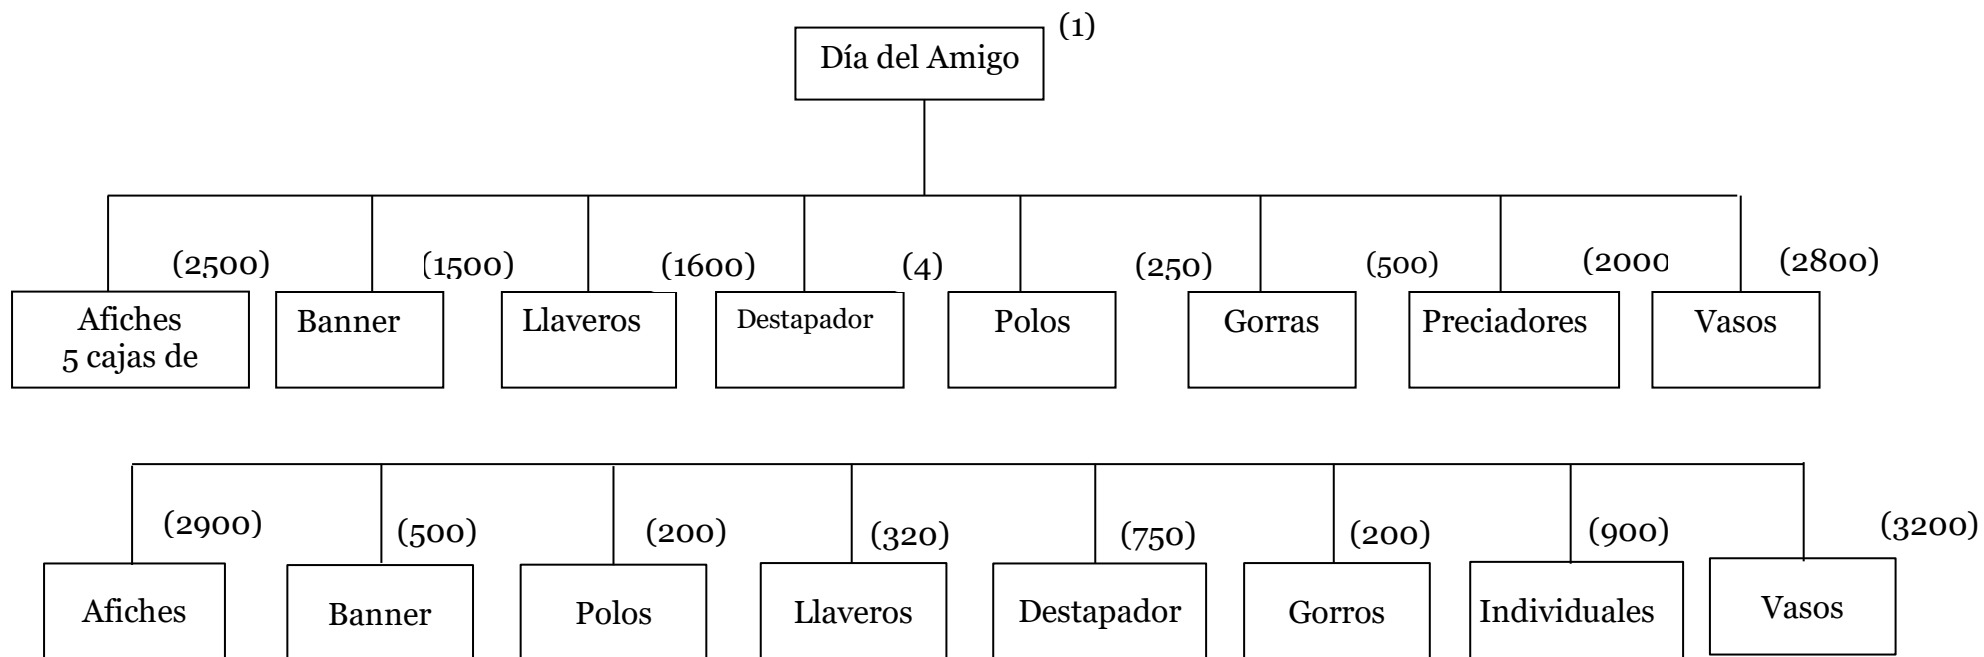 (1)
Día del Amigo
(2500) (1500) (1600) (4) (250) (500) (2000 (2800)
Afiches Banner Llaveros Destapador Polos Gorras Preciadores Vasos
5 cajas de
(2900) (500) (200) (320) (750) (200) (900) (3200)
Afiches Banner Polos Llaveros Destapador Gorros Individuales Vasos